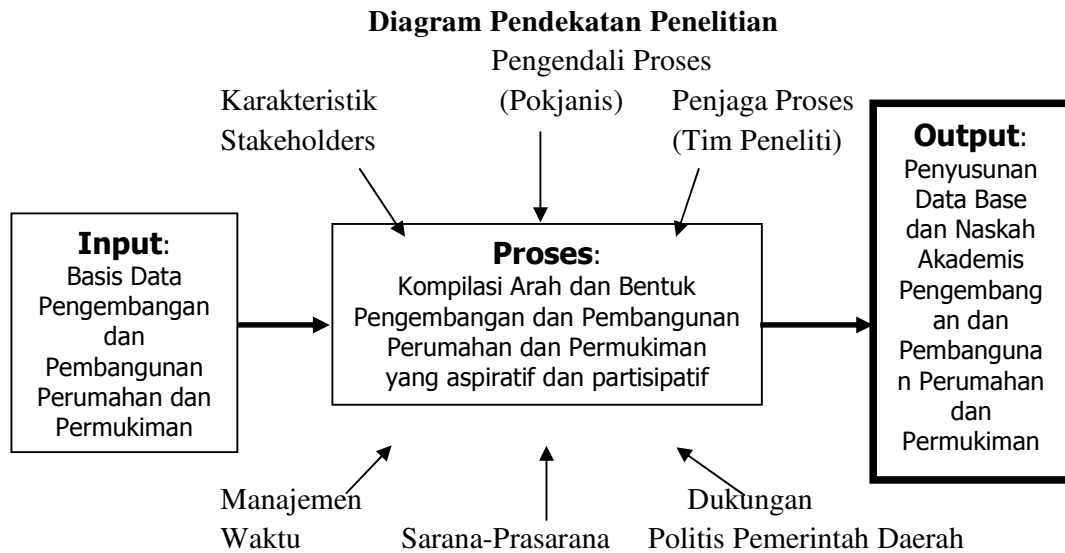 Diagram Pendekatan Penelitian
Pengendali Proses
(Pokjanis)
Karakteristik
Stakeholders
Penjaga Proses
(Tim Peneliti)
Input:
Basis Data
Pengembangan
dan
Pembangunan
Perumahan dan
Permukiman
Proses:
Kompilasi Arah dan Bentuk
Pengembangan dan Pembangunan
Perumahan dan Permukiman
yang aspiratif dan partisipatif
Output:
Penyusunan
Data Base
dan Naskah
Akademis
Pengembang
an dan
Pembanguna
n Perumahan
dan
Permukiman
Manajemen
Waktu
Sarana-Prasarana
Dukungan
Politis Pemerintah Daerah